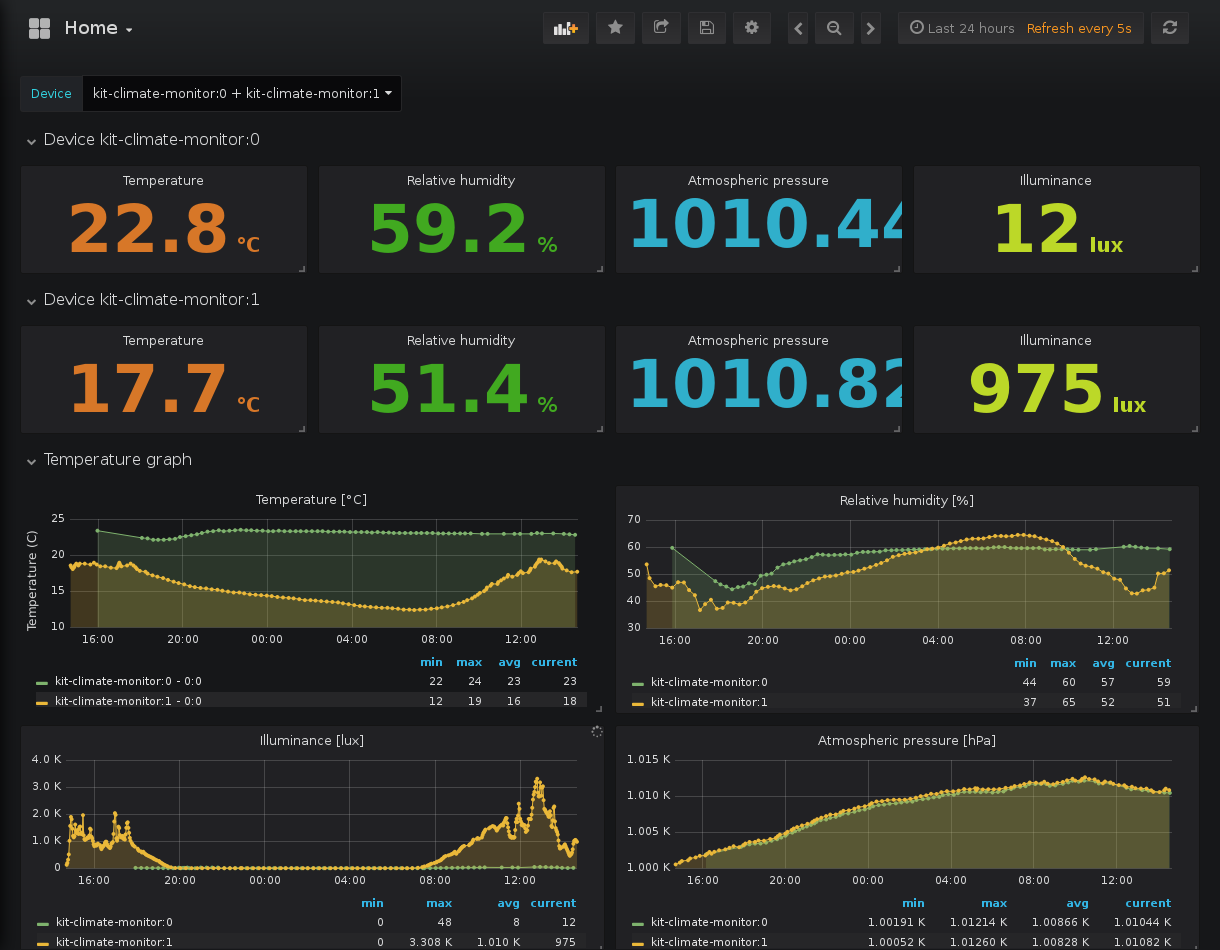 Home
Last 24 hours Refresh every 5s
Device kit-climate-monitor:0 + kit-climate-monitor:1
Device kit-climate-monitor:0
Temperature Relative humidity Atmospheric pressure Illuminance
22.8 °C 59.2 % 1010.44 12 lux
Device kit-climate-monitor:1
Temperature Relative humidity Atmospheric pressure Illuminance
17.7 °C 51.4 % 1010.82 975 lux
Temperature graph
Temperature [°C]
Temperature (C)
25
20
15
10
16:00 20:00 00:00 04:00 08:00 12:00
min max avg current
kit-climate-monitor:0 - 0:0 22 24 23 23
kit-climate-monitor:1 - 0:0 12 19 16 18
Relative humidity [%]
70
60
50
40
30
16:00 20:00 00:00 04:00 08:00 12:00
min max avg current
kit-climate-monitor:0 44 60 57 59
kit-climate-monitor:1 37 65 52 51
Illuminance [lux]
4.0 K
3.0 K
2.0 K
1.0 K
0
16:00 20:00 00:00 04:00 08:00 12:00
min max avg current
kit-climate-monitor:0 0 48 8 12
kit-climate-monitor:1 0 3.308 K 1.010 K 975
Atmospheric pressure [hPa]
1.015 K
1.010 K
1.005 K
1.000 K
16:00 20:00 00:00 04:00 08:00 12:00
min max avg current
kit-climate-monitor:0 1.00191 K 1.01214 K 1.00866 K 1.01044 K
kit-climate-monitor:1 1.00052 K 1.01260 K 1.00828 K 1.01082 K